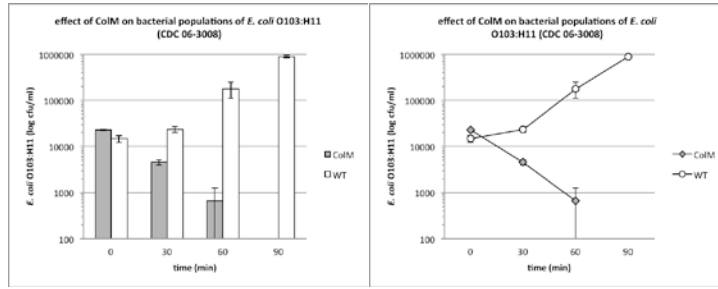 effect of ColM on bacterial populations of E. coli O103:H11
(CDC 06-3008)
1000000
100000
10000
1000
100
E. coli O103:H11 (log cfu/ml)
0 30 60 90
time (min)
ColM
WT
effect of ColM on bacterial populations of E. coli
O103:H11 (CDC 06-3008)
1000000
100000
10000
1000
100
E. coli O103:H11 (log cfu/ml)
0 30 60 90
time (min)
ColM
WT